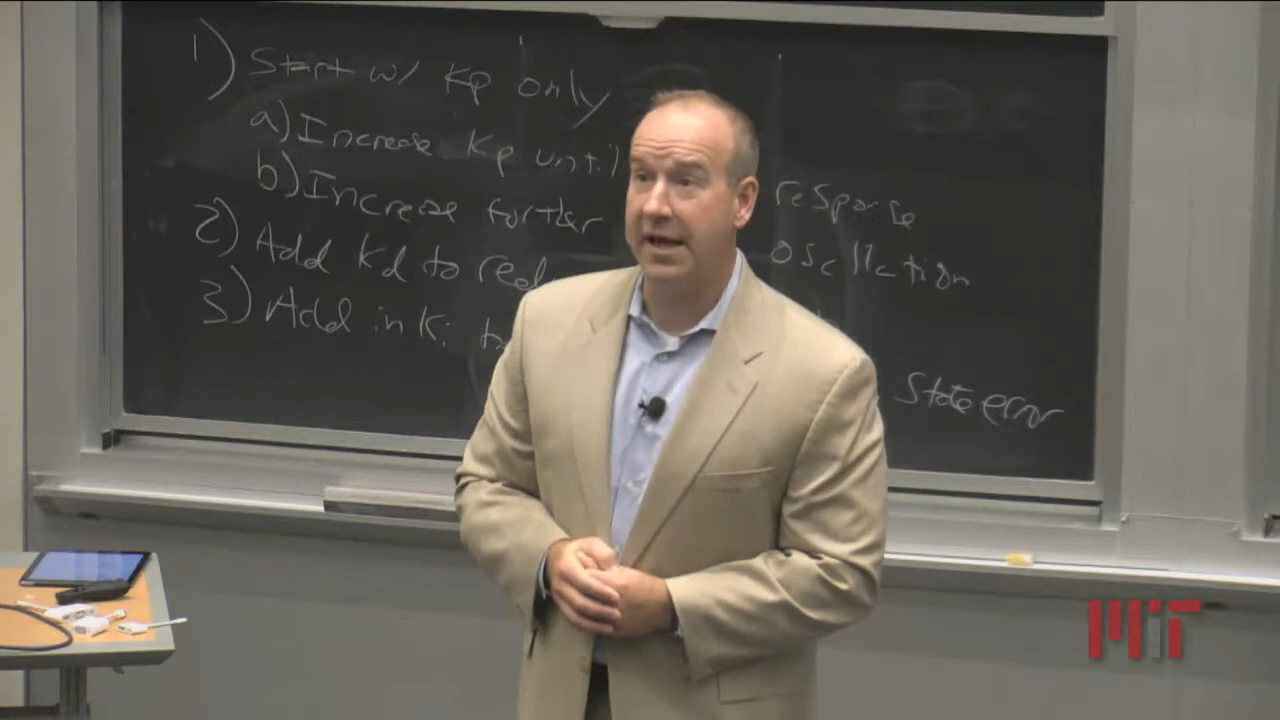 1) Start w/ Kp only
a) Increase Kp until response
b) Increase further oscillation
2) Add Kd to red
3) Add in Ki
State error
MIT